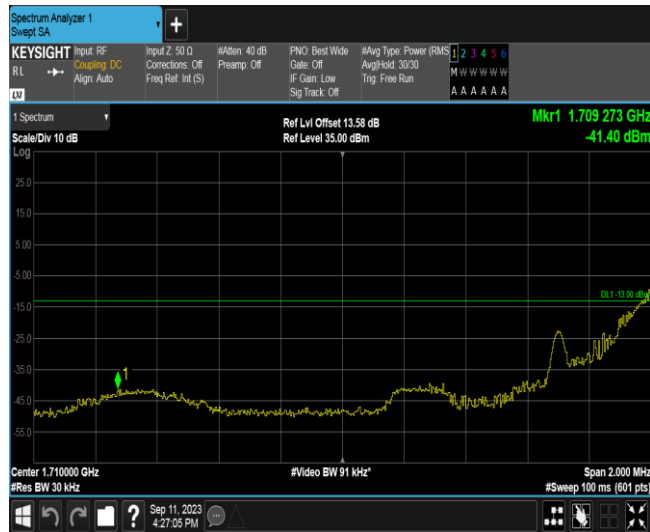 Spectrum Analyzer 1
Swept SA
+
KEYSIGHT
RL
LXI
Input: RF
Coupling: DC
Align: Auto
Input Z: 50 Ω
Corrections: Off
Freq Ref: Int (S)
#Atten: 40 dB
Preamp: Off
PNO: Best Wide
Gate: Off
IF Gain: Low
Sig Track: Off
#Avg Type: Power (RMS
Avg|Hold: 30/30
Trig: Free Run
1 2 3 4 5 6
M W W W W W
A A A A A A
1 Spectrum
Scale/Div 10 dB
Log
Ref Lvl Offset 13.58 dB
Ref Level 35.00 dBm
Mkr1 1.709 273 GHz
-41.40 dBm
25.0
15.0
5.00
-5.00
-15.0
-25.0
-35.0
-45.0
-55.0
DL1 -13.00 dBm
1
Center 1.710000 GHz
#Res BW 30 kHz
#Video BW 91 kHz*
Span 2.000 MHz
#Sweep 100 ms (601 pts)
?
Sep 11, 2023
4:27:05 PM